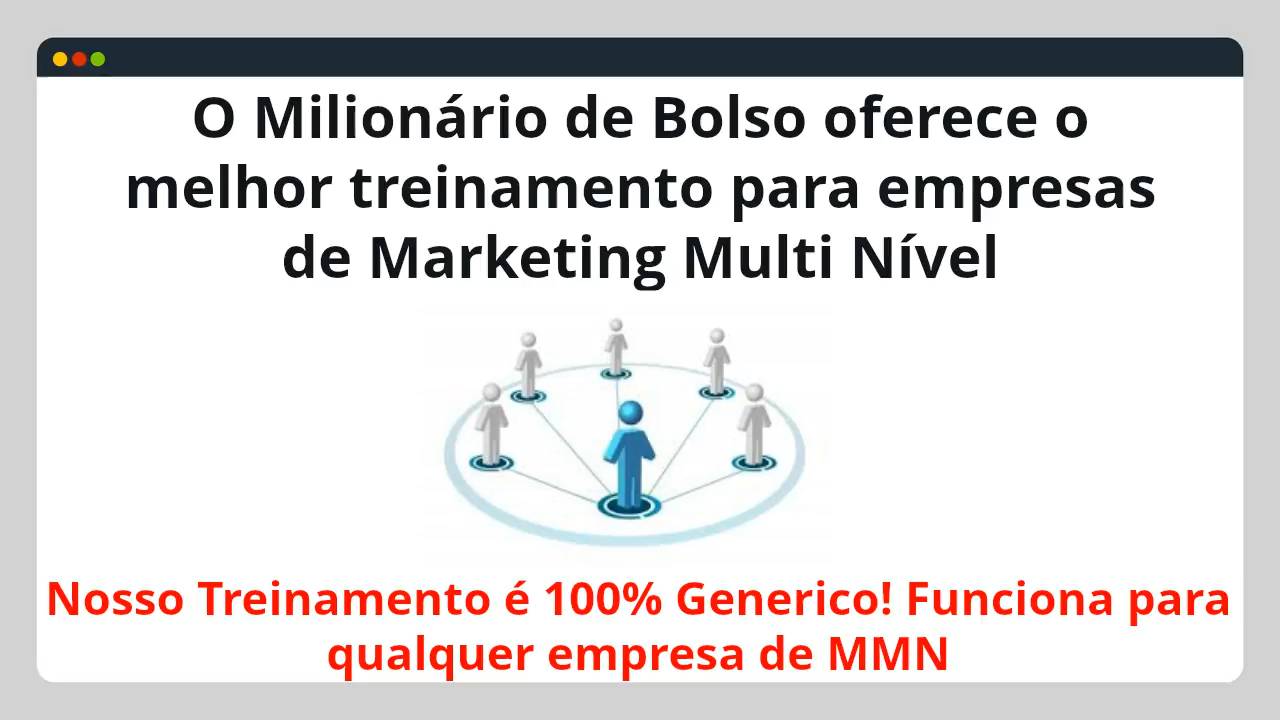 O Milionário de Bolso oferece o
melhor treinamento para empresas
de Marketing Multi Nível
Nosso Treinamento é 100% Generico! Funciona para
qualquer empresa de MMN